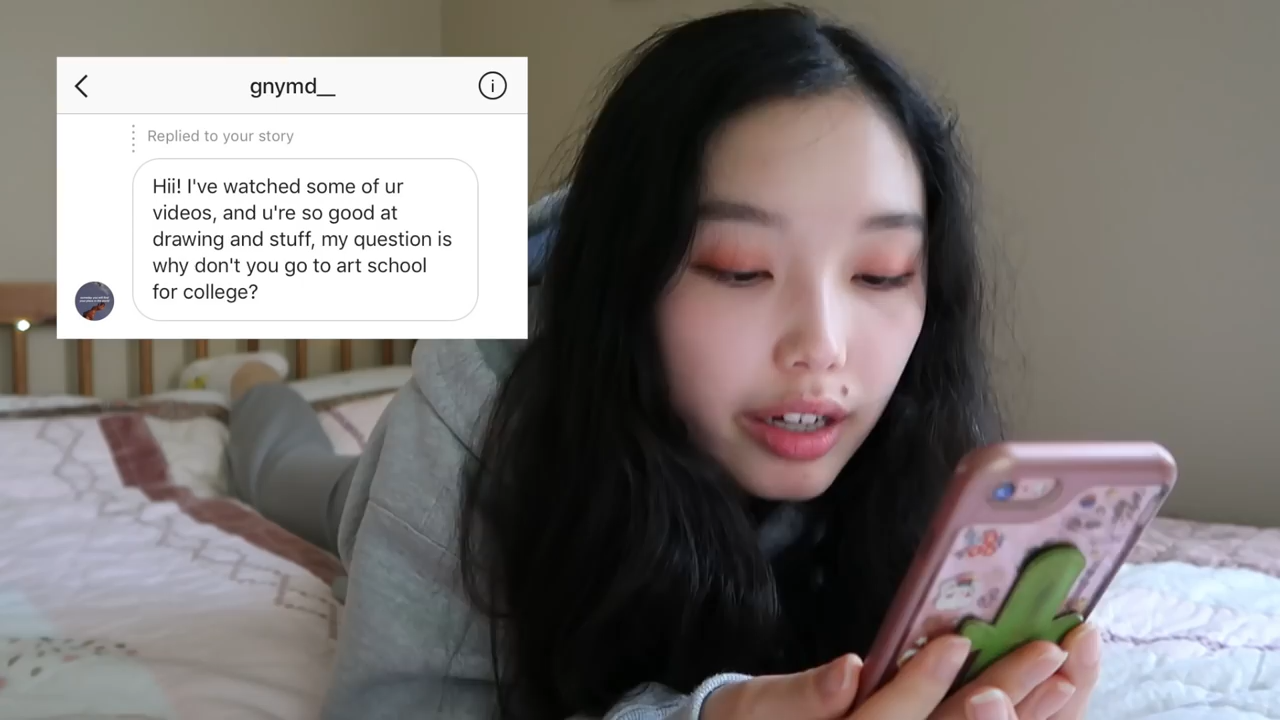 gnymd__
Replied to your story
Hii! I've watched some of ur
videos, and u're so good at
drawing and stuff, my question is
why don't you go to art school
for college?